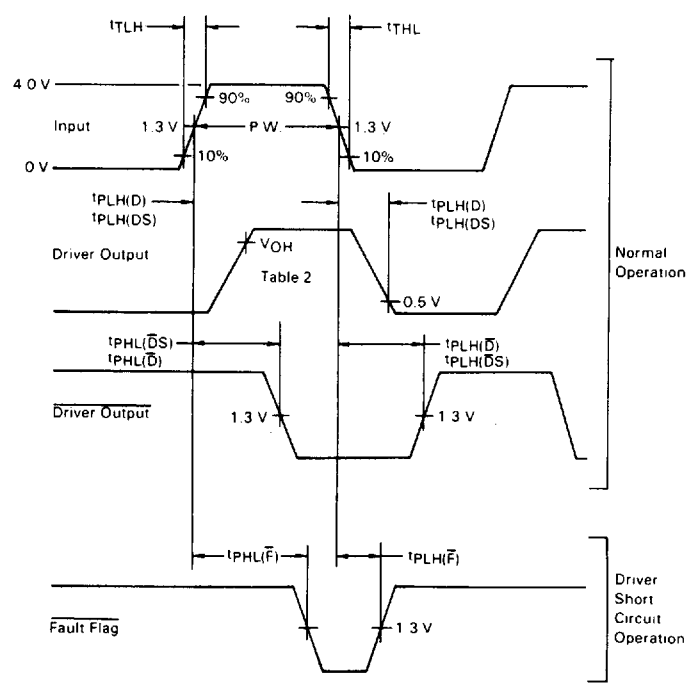 tTLH
tTHL
4 0 V
90%
90%
Input
1.3 V
P W.
1.3 V
10%
10%
0 V
tPLH(D)
tPLH(DS)
tPLH(D)
tPLH(DS)
Driver Output
VOH
Table 2
0.5 V
Normal
Operation
tPHL(D̅S)
tPHL(D̅)
tPLH(D̅)
tPLH(D̅S)
Driver Output
1.3 V
1 3 V
tPHL(F̅)
tPLH(F̅)
Fault Flag
1 3 V
Driver
Short
Circuit
Operation